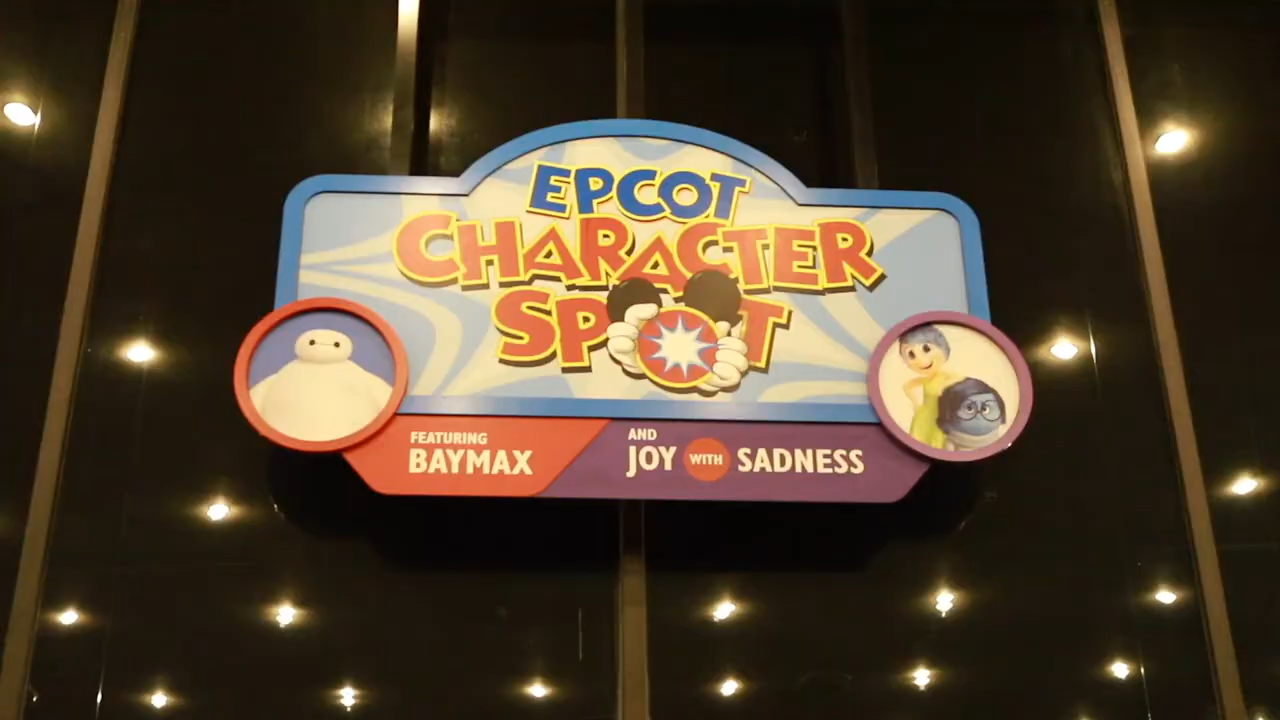 EPCOT
CHARACTER
SPOT
FEATURING
BAYMAX
AND
JOY WITH SADNESS